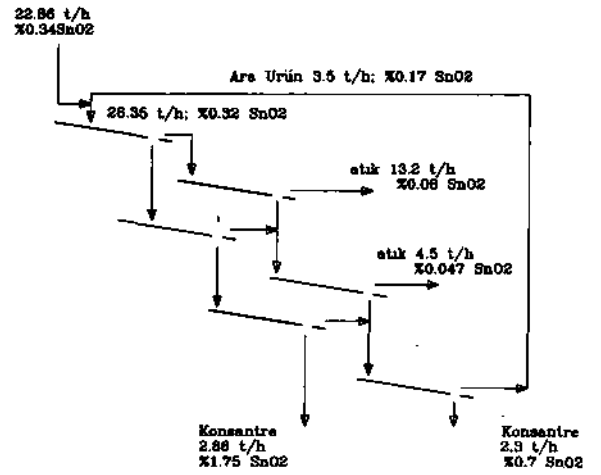 22.86 t/h
%0.34SnO2
Ara Ürün 3.5 t/h; %0.17 SnO2
26.35 t/h; %0.32 SnO2
atık 13.2 t/h
%0.06 SnO2
atık 4.5 t/h
%0.047 SnO2
Konsantre
2.86 t/h
%1.75 SnO2
Konsantre
2.3 t/h
%0.7 SnO2